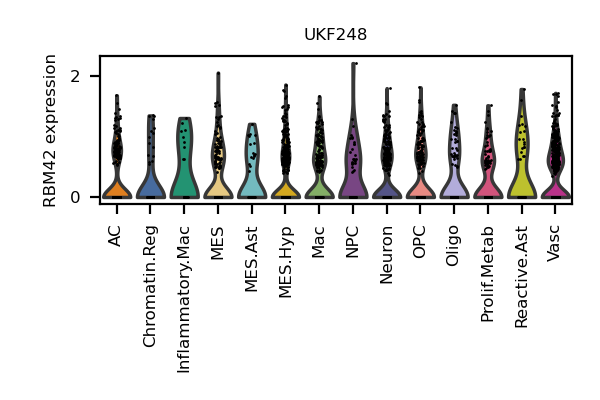 UKF248
RBM42 expression
2
0
AC
Chromatin.Reg
Inflammatory.Mac
MES
MES.Ast
MES.Hyp
Mac
NPC
Neuron
OPC
Oligo
Prolif.Metab
Reactive.Ast
Vasc